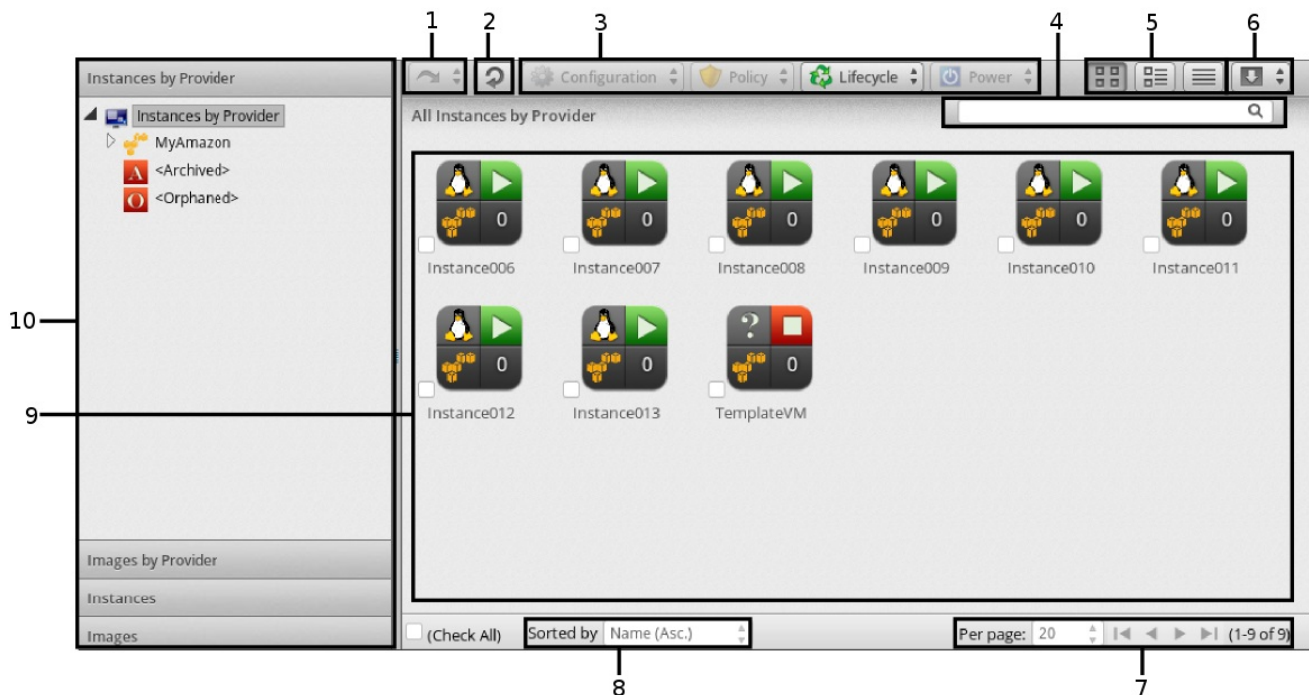 1 2 3 4 5 6
Instances by Provider
Configuration Policy Lifecycle Power
Instances by Provider
MyAmazon
A <Archived>
O <Orphaned>
All Instances by Provider
0 0 0 0 0 0
Instance006 Instance007 Instance008 Instance009 Instance010 Instance011
10
? 
0 0 0
Instance012 Instance013 TemplateVM
9
Images by Provider
Instances
Images
(Check All) Sorted by Name (Asc.) Per page: 20 (1-9 of 9)
8 7